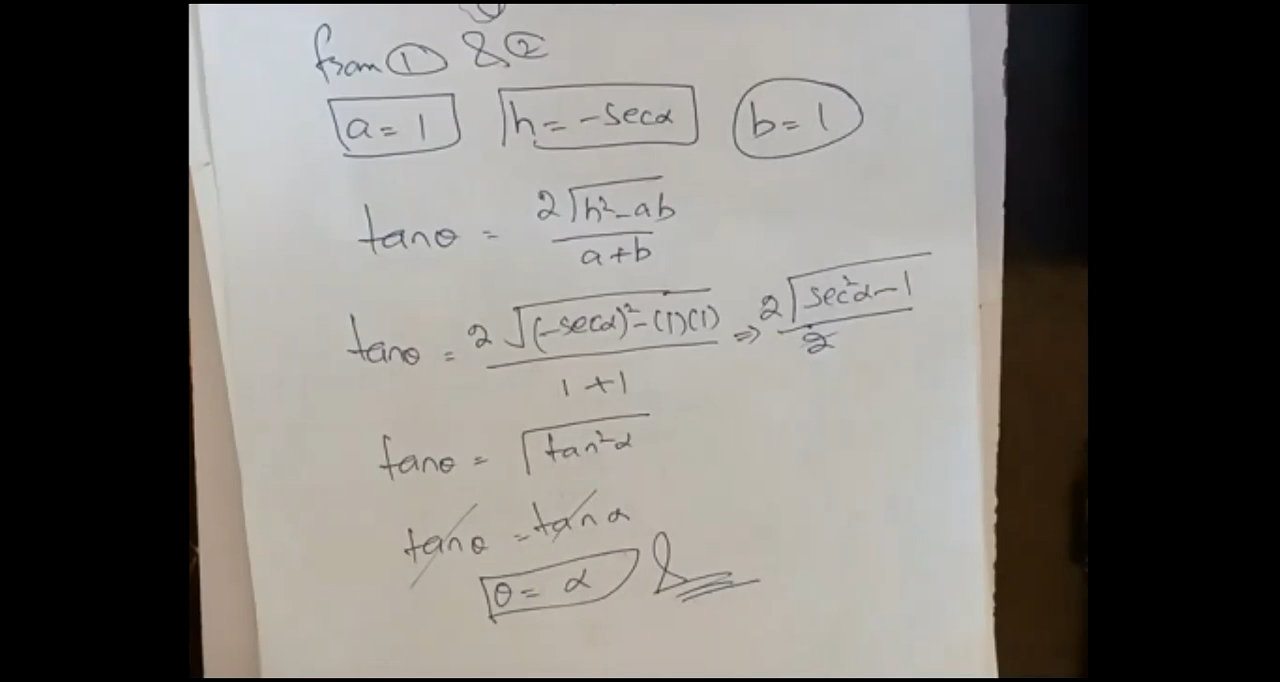 from ① & ②
a = 1 h = -secα b = 1
tanθ = 2√h²-ab / a+b
tanθ = 2√(-secα)² - (1)(1) / 1+1 ⇒ 2√sec²α-1 / 2
tanθ = √tan²α
tanθ = tanα
θ = α